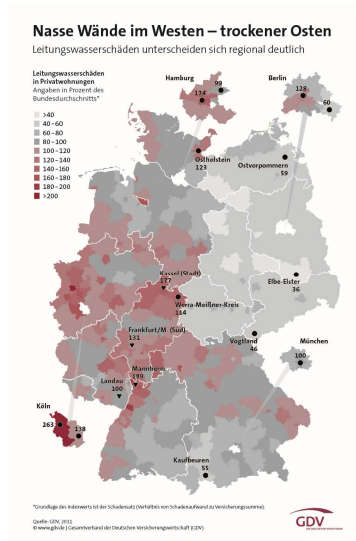 Nasse Wände im Westen – trockener Osten
Leitungswasserschäden unterscheiden sich regional deutlich
Leitungswasserschäden
in Privatwohnungen
Angaben in Prozent des
Bundesdurchschnitts*
>40
40 – 60
60 – 80
80 – 100
100 – 120
120 – 140
140 – 160
160 – 180
180 – 200
>200
Hamburg
99
174
Berlin
128
60
Ostholstein
123
Ostvorpommern
59
Kassel (Stadt)
177
Werra-Meißner-Kreis
114
Elbe-Elster
36
Frankfurt/M. (Süd)
131
Vogtland
46
München
100
Mannheim
189
Landau
100
Köln
263
138
Kaufbeuren
55
*Grundlage des Indexwerts ist der Schadensatz (Verhältnis von Schadenaufwand zu Versicherungssumme).
Quelle: GDV, 2011
© www.gdv.de | Gesamtverband der Deutschen Versicherungswirtschaft (GDV)
GDV